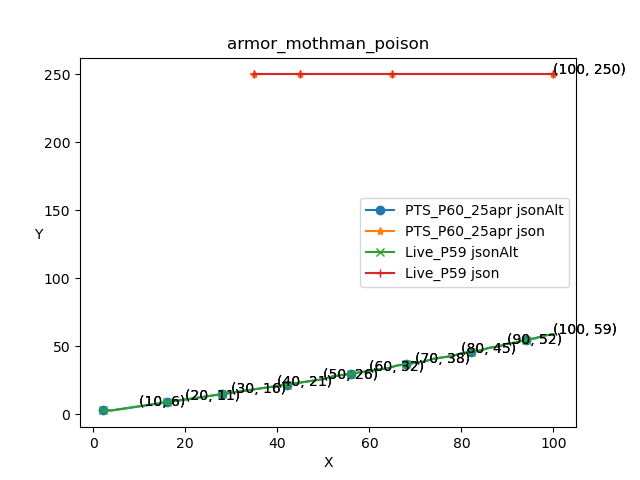 armor_mothman_poison
250
200
150
100
50
0
Y
(100, 250)
PTS_P60_25apr jsonAlt
PTS_P60_25apr json
Live_P59 jsonAlt
Live_P59 json
(10, 6)
(20, 11)
(30, 16)
(40, 21)
(50, 26)
(60, 32)
(70, 38)
(80, 45)
(90, 52)
(100, 59)
0 20 40 60 80 100
X